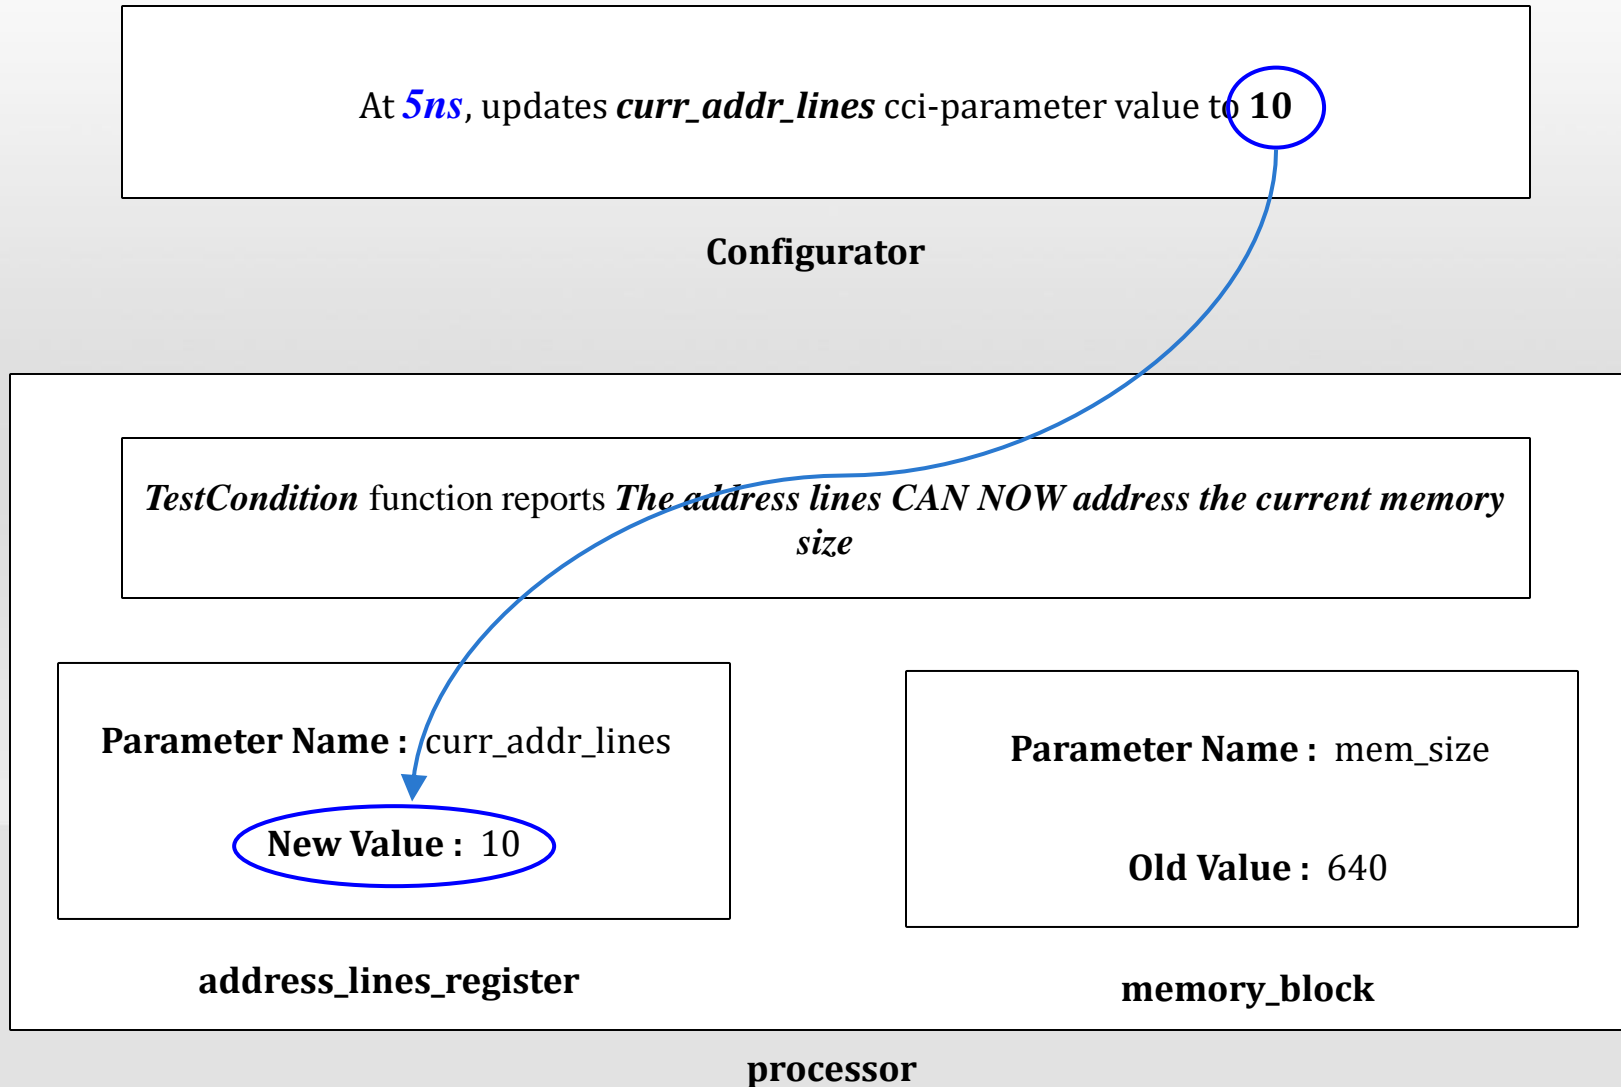 At 5ns, updates curr_addr_lines cci-parameter value to 10
Configurator
TestCondition function reports The address lines CAN NOW address the current memory
size
Parameter Name : curr_addr_lines
New Value : 10
address_lines_register
Parameter Name : mem_size
Old Value : 640
memory_block
processor